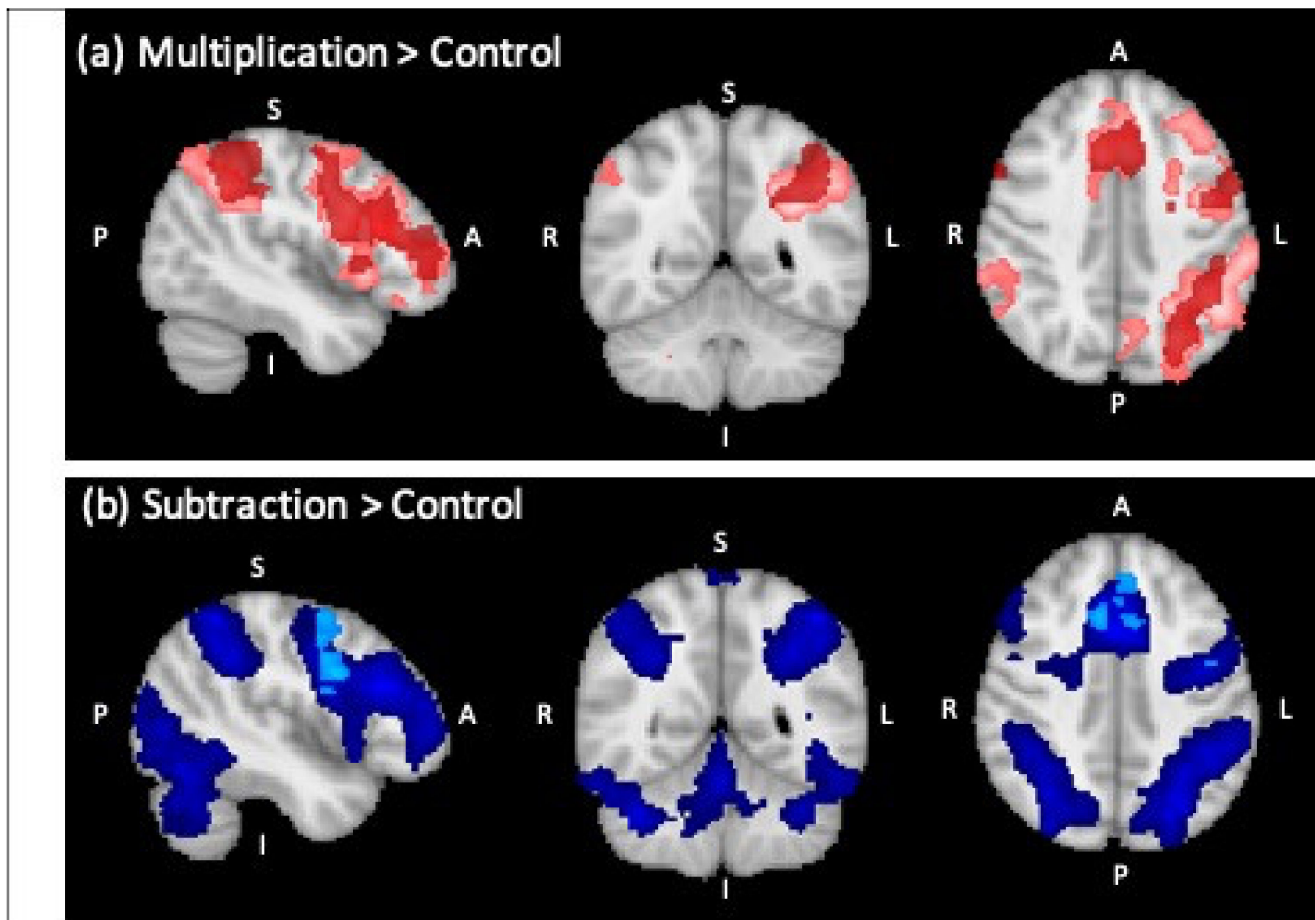 (a) Multiplication > Control
S
S
A
P
A
R
L
R
L
I
I
P
(b) Subtraction > Control
S
S
A
P
A
R
L
R
L
I
I
P